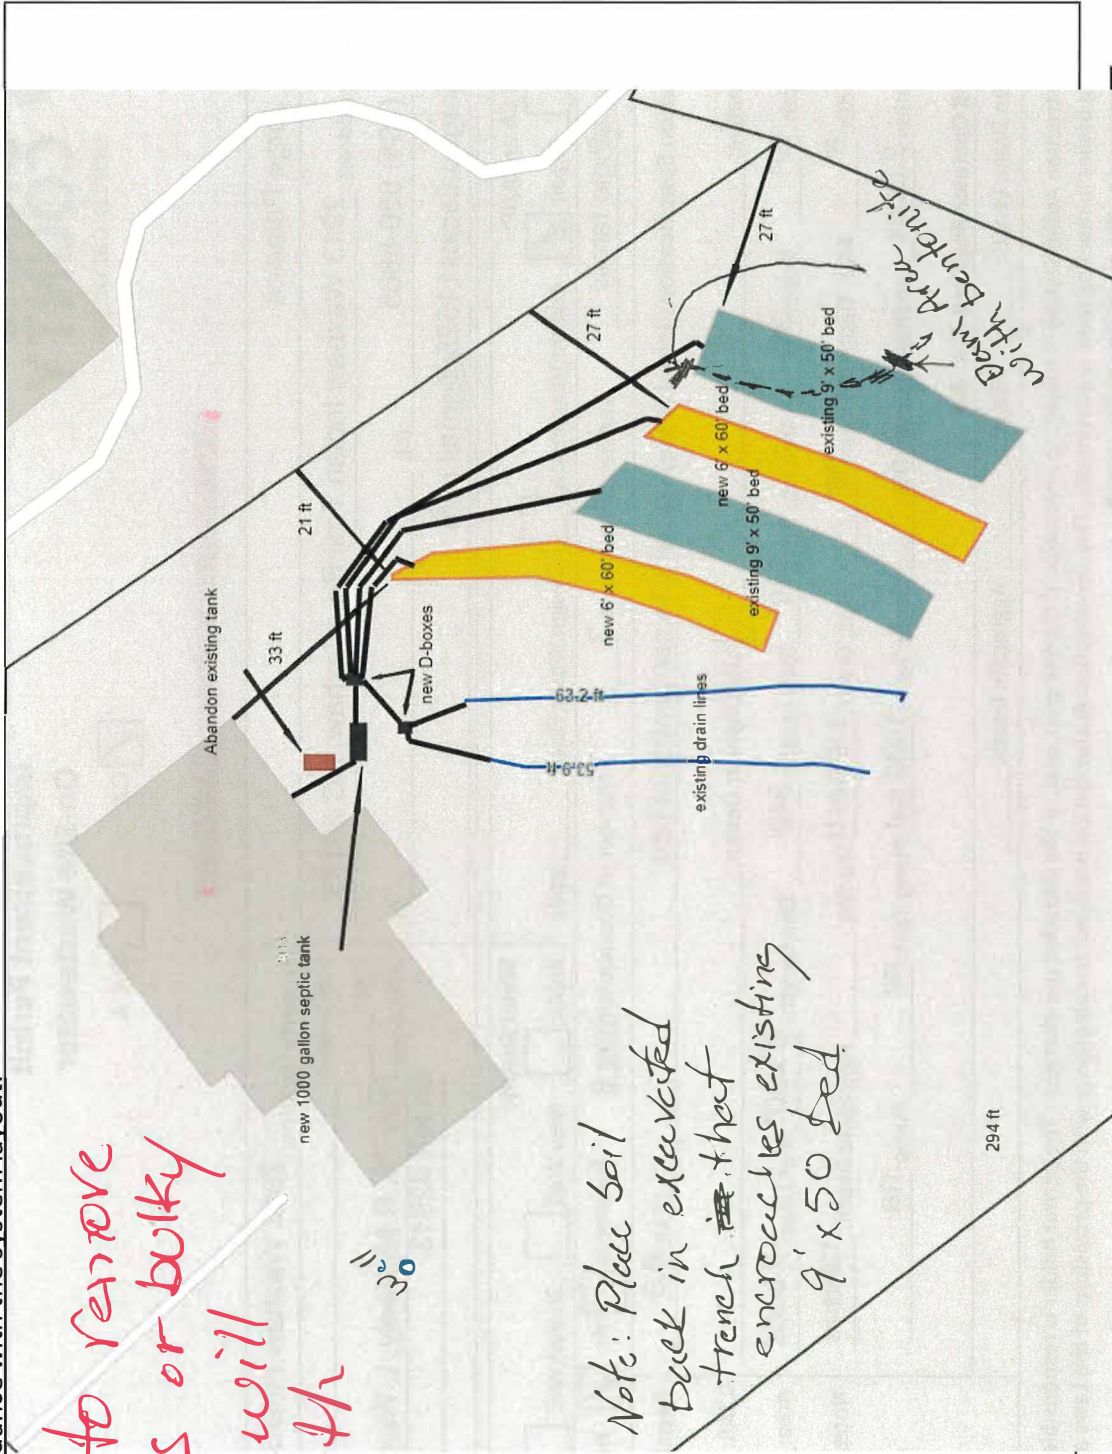 to remove
s or bulky
will
30"
Note: Place Soil
back in excavated
trench that
encroaches existing
9' x 50 bed
294 ft
new 1000 gallon septic tank
Abandon existing tank
33 ft
21 ft
27 ft
27 ft
new D-boxes
63.2 ft
53.9 ft
existing drain lines
new 6' x 60' bed
existing 9' x 50' bed
new 6' x 60' bed
existing 9' x 50' bed
Area
with bentonite